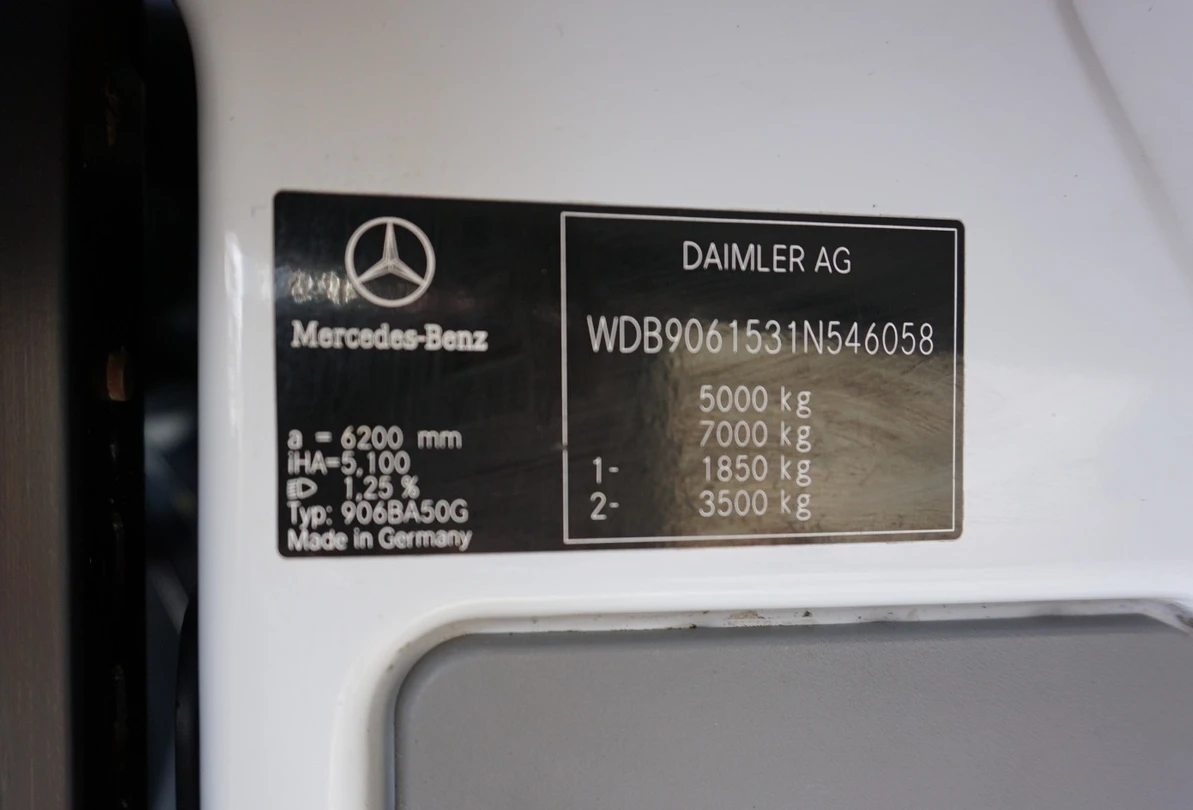 Mercedes-Benz
a = 6200 mm
iHA=5,100
1,25 %
Typ: 906BA50G
Made in Germany
DAIMLER AG
WDB9061531N546058
5000 kg
7000 kg
1- 1850 kg
2- 3500 kg